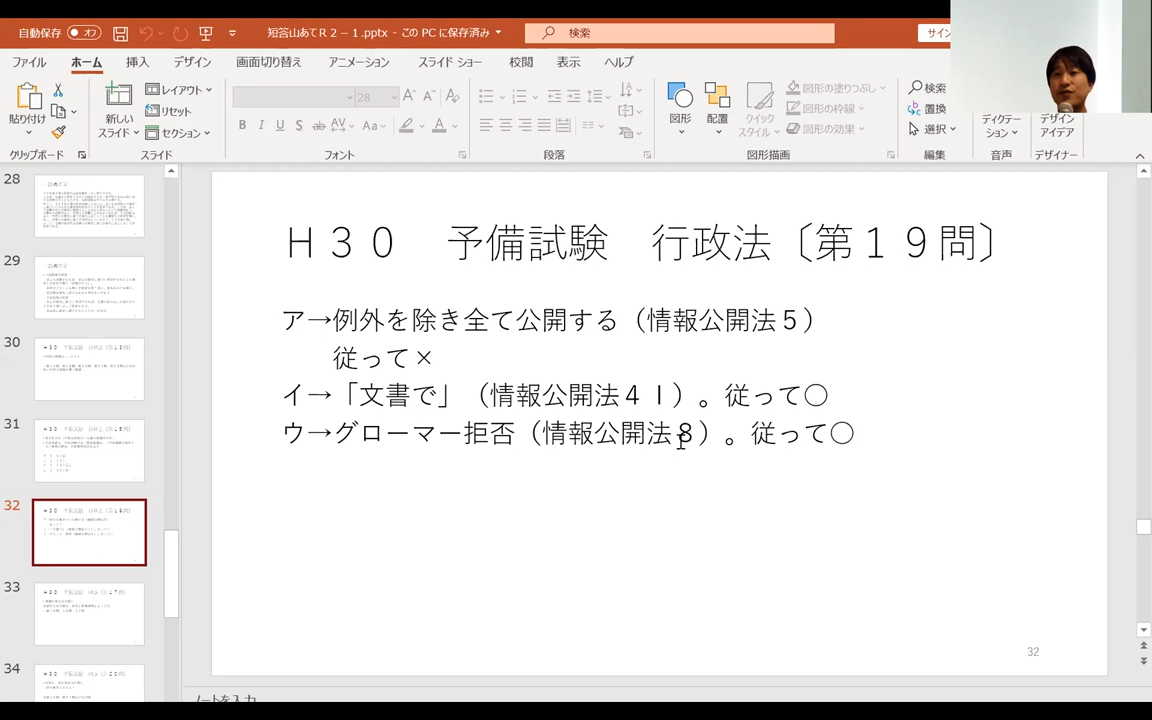 自動保存 オフ
短答山あてR２－１.pptx - この PC に保存済み
検索
サイン
ファイル
ホーム
挿入
デザイン
画面切り替え
アニメーション
スライド ショー
校閲
表示
ヘルプ
貼り付け
新しい
スライド
レイアウト
リセット
セクション
28
B I U S ab AV Aa A
図形
配置
クイック
スタイル
図形の塗りつぶし
図形の枠線
図形の効果
検索
置換
選択
ディクテー
ション
デザイン
アイデア
クリップボード
スライド
フォント
段落
図形描画
編集
音声
デザイナー
28
29
30
31
32
33
34
Ｈ３０　予備試験　行政法〔第１９問〕
ア→例外を除き全て公開する（情報公開法５）
従って×
イ→「文書で」（情報公開法４Ⅰ）。従って○
ウ→グローマー拒否（情報公開法８）。従って○
32
ノートを入力